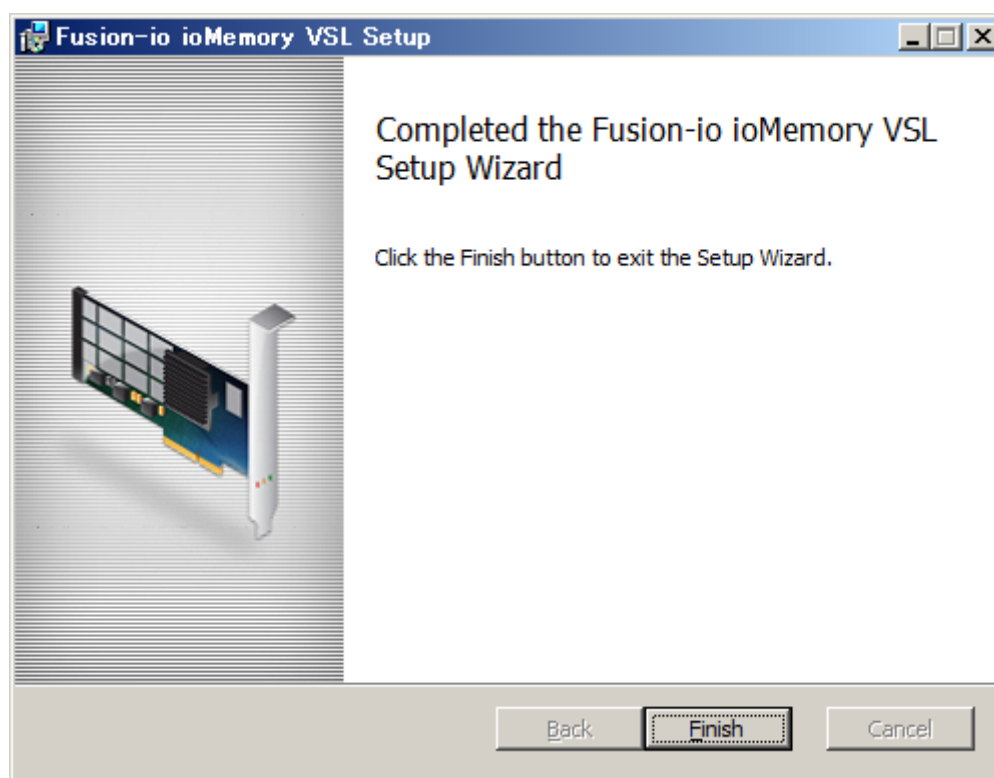 Fusion-io ioMemory VSL Setup
Completed the Fusion-io ioMemory VSL
Setup Wizard
Click the Finish button to exit the Setup Wizard.
Back Finish Cancel